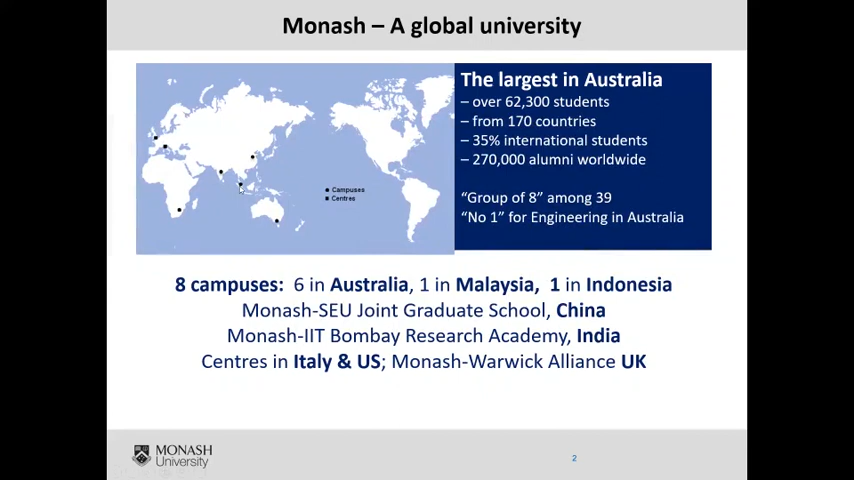 Monash – A global university
The largest in Australia
– over 62,300 students
– from 170 countries
– 35% international students
– 270,000 alumni worldwide
"Group of 8" among 39
"No 1" for Engineering in Australia
Campuses
Centres
8 campuses: 6 in Australia, 1 in Malaysia, 1 in Indonesia
Monash-SEU Joint Graduate School, China
Monash-IIT Bombay Research Academy, India
Centres in Italy & US; Monash-Warwick Alliance UK
MONASH
University
2